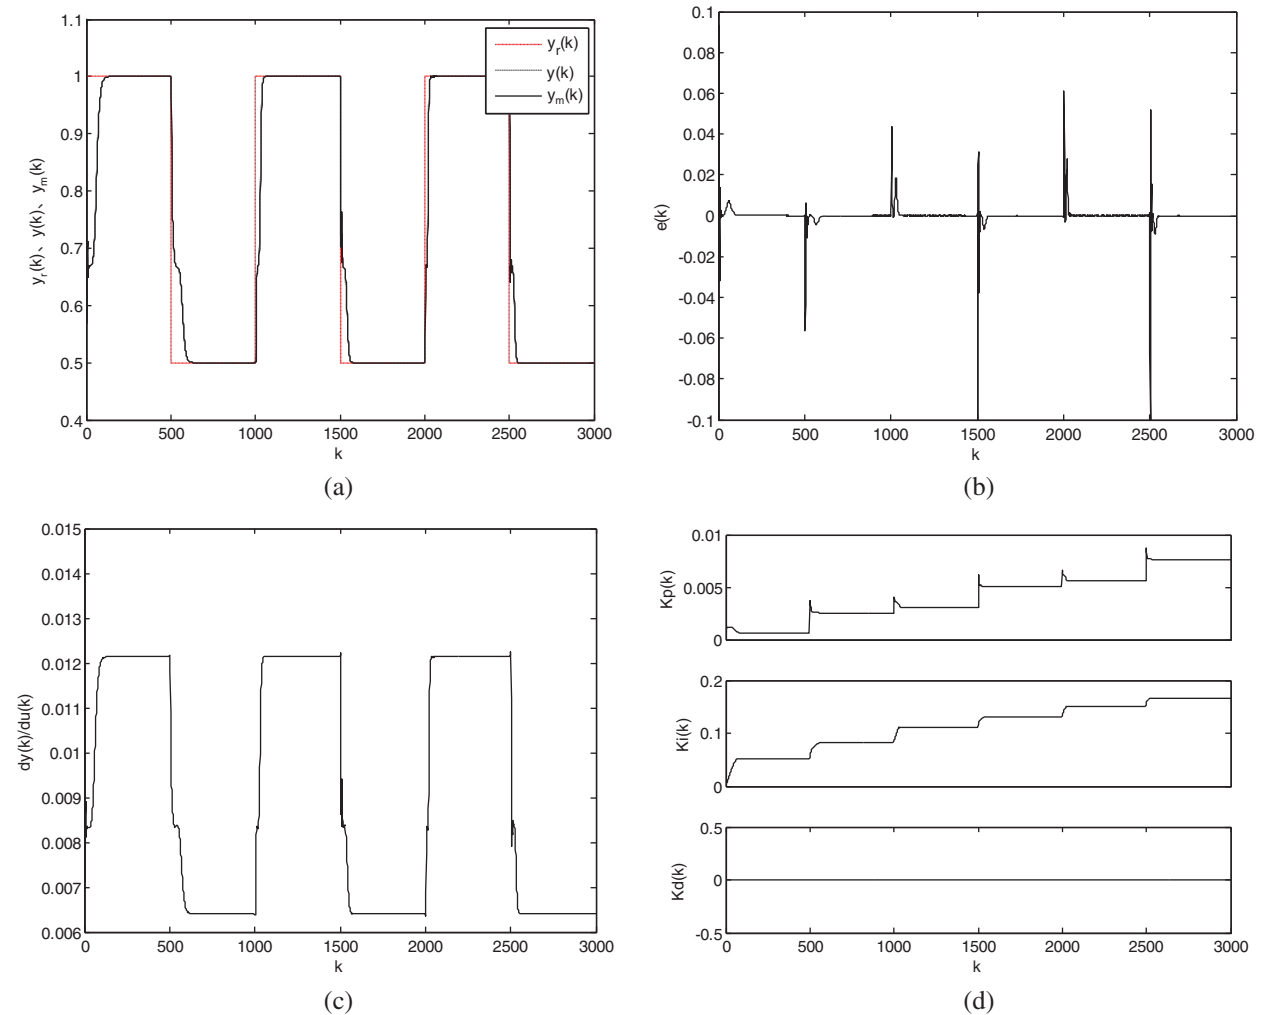 1.1
1
0.9
0.8
0.7
0.6
0.5
0.4
y_r(k)、y(k)、y_m(k)
y_r(k)
y(k)
y_m(k)
0 500 1000 1500 2000 2500 3000
k
(a)
0.1
0.08
0.06
0.04
0.02
0
-0.02
-0.04
-0.06
-0.08
-0.1
e(k)
0 500 1000 1500 2000 2500 3000
k
(b)
0.015
0.014
0.013
0.012
0.011
0.01
0.009
0.008
0.007
0.006
dy(k)/du(k)
0 500 1000 1500 2000 2500 3000
k
(c)
0.01
0.005
0
Kp(k)
0.2
0.1
0
Ki(k)
0.5
0
-0.5
Kd(k)
0 500 1000 1500 2000 2500 3000
k
(d)